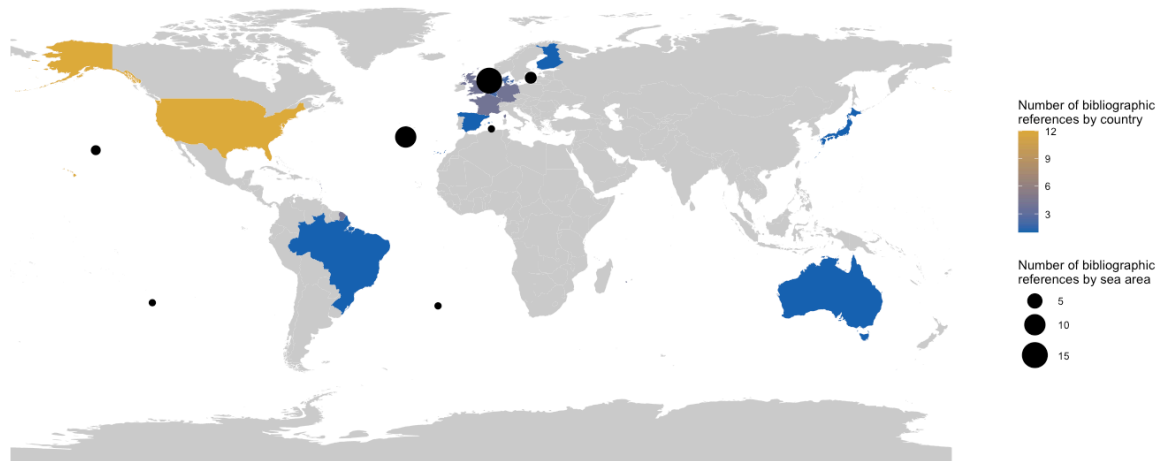 Number of bibliographic
references by country
12
9
6
3
Number of bibliographic
references by sea area
5
10
15